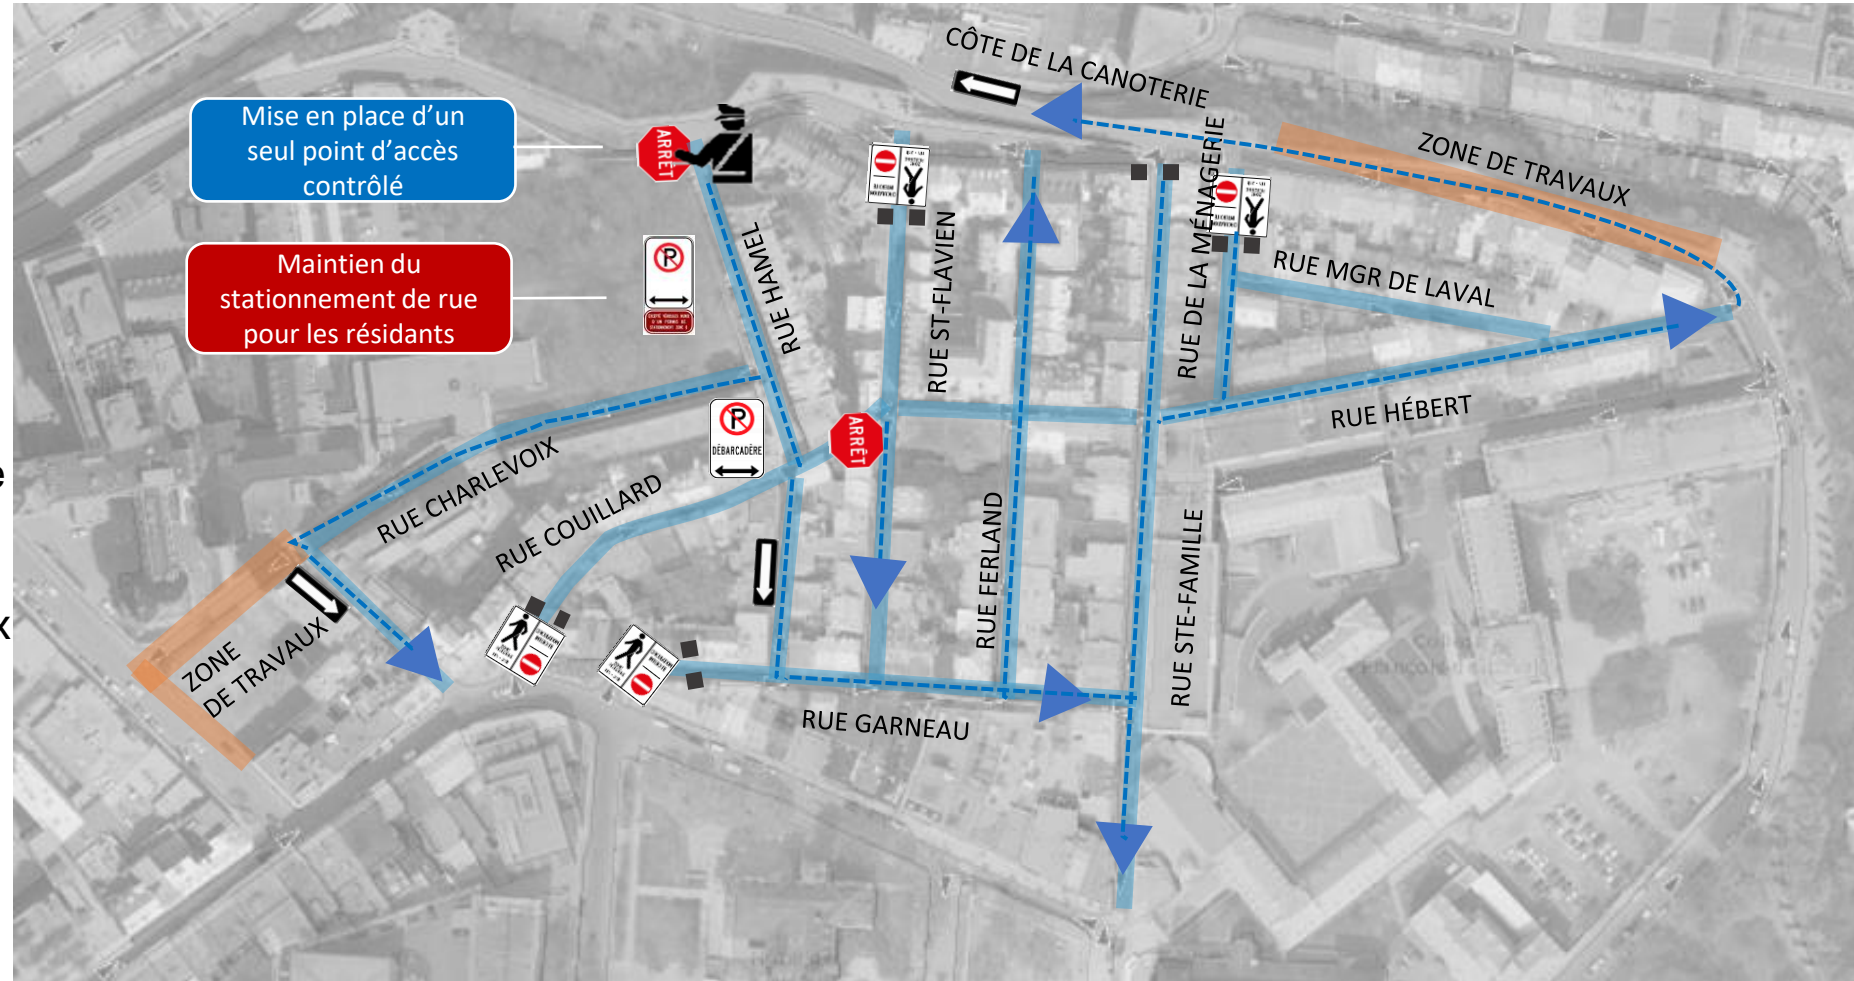 CÔTE DE LA CANOTERIE
Mise en place d’un
seul point d’accès
contrôlé
ARRÊT
ZONE DE TRAVAUX
Maintien du
stationnement de rue
pour les résidants
P
RUE HAMEL
RUE ST-FLAVIEN
RUE DE LA MÉNAGERIE
RUE MGR DE LAVAL
RUE HÉBERT
P
DÉBARCADÈRE
ARRÊT
e
RUE CHARLEVOIX
RUE COUILLARD
RUE FERLAND
RUE STE-FAMILLE
x
ZONE
DE TRAVAUX
RUE GARNEAU